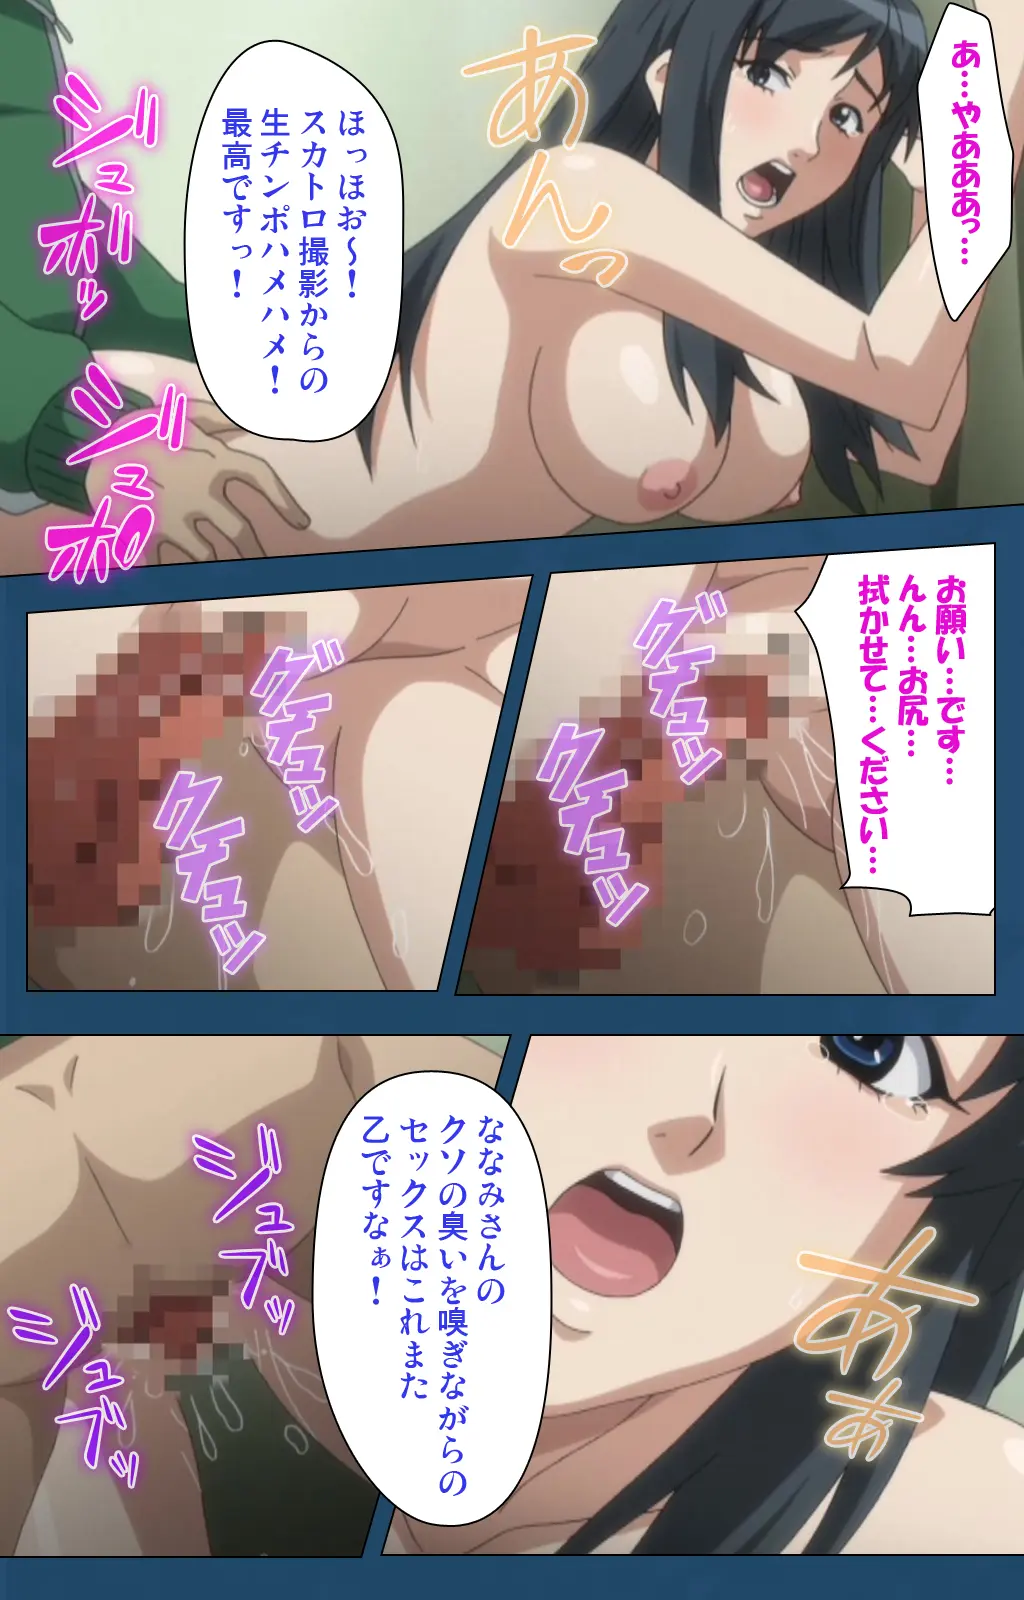 あ…やあああっ…
あんっ
ほっほお～！
スカトロ撮影からの
生チンポハメハメ！
最高ですっ！
ジュボッ
ジュポ
お願い…です…
んん…お尻…
拭かせて…ください…
グチュッ
グチュッ
グチュッ
グチュッ
ああぁ
ななみさんの
クソの臭いを嗅ぎながらの
セックスはこれまた
乙ですなぁ！
ジュブッ
ジュブッ